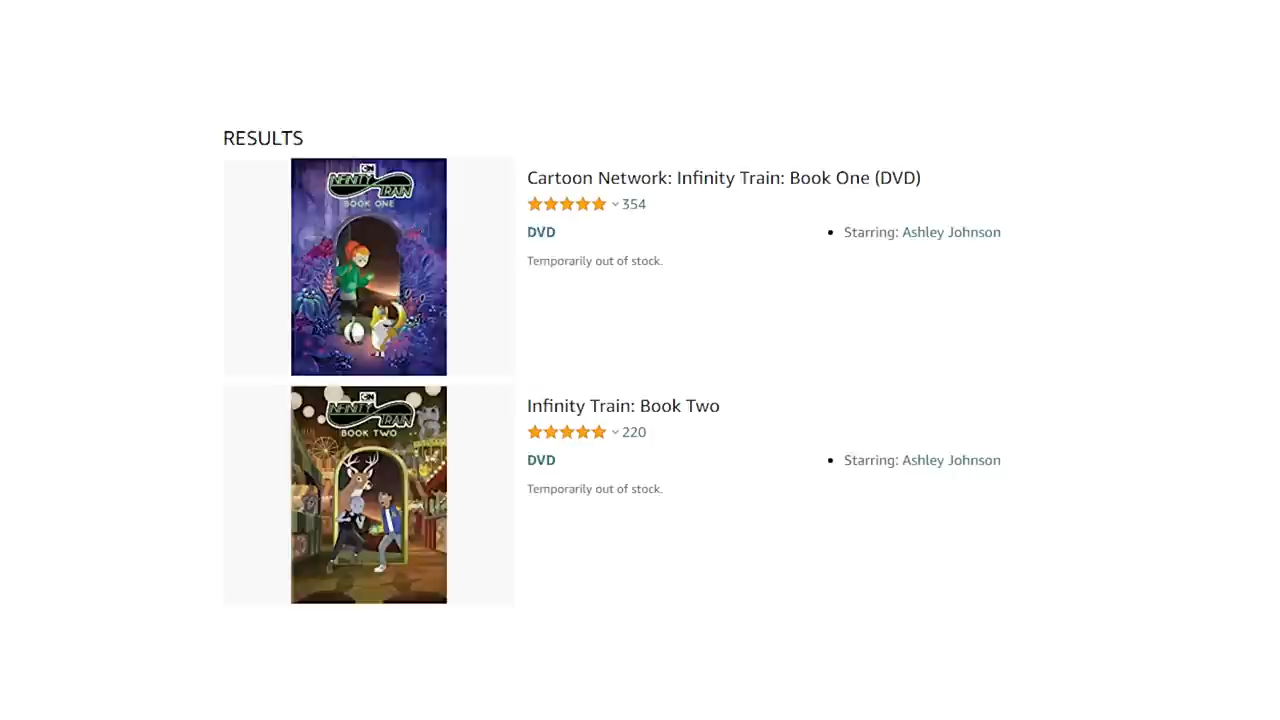 RESULTS
CN
INFINITY
TRAIN
BOOK ONE
Cartoon Network: Infinity Train: Book One (DVD)
354
DVD
Starring: Ashley Johnson
Temporarily out of stock.
CN
INFINITY
TRAIN
BOOK TWO
Infinity Train: Book Two
220
DVD
Starring: Ashley Johnson
Temporarily out of stock.